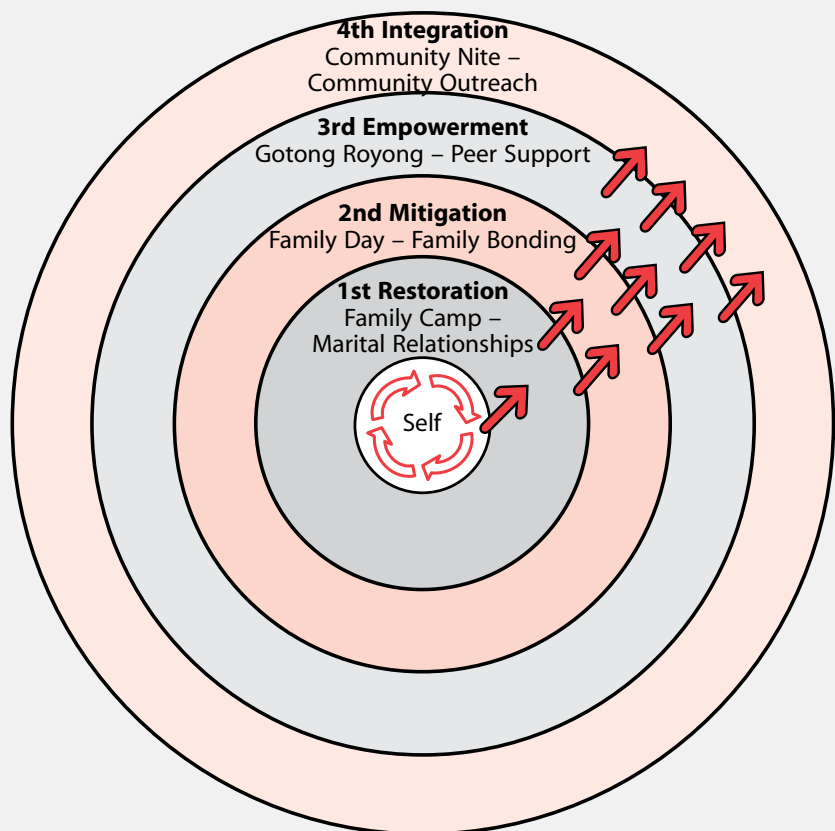 4th Integration
Community Nite –
Community Outreach
3rd Empowerment
Gotong Royong – Peer Support
2nd Mitigation
Family Day – Family Bonding
1st Restoration
Family Camp –
Marital Relationships
Self